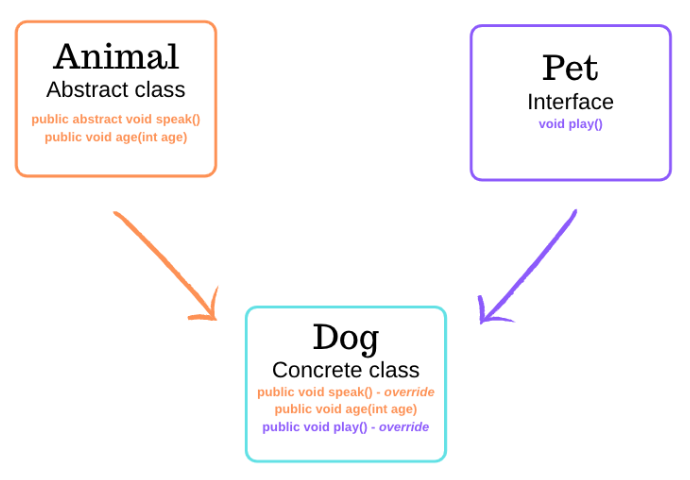 Animal
Abstract class
public abstract void speak()
public void age(int age)
Pet
Interface
void play()
Dog
Concrete class
public void speak() - override
public void age(int age)
public void play() - override